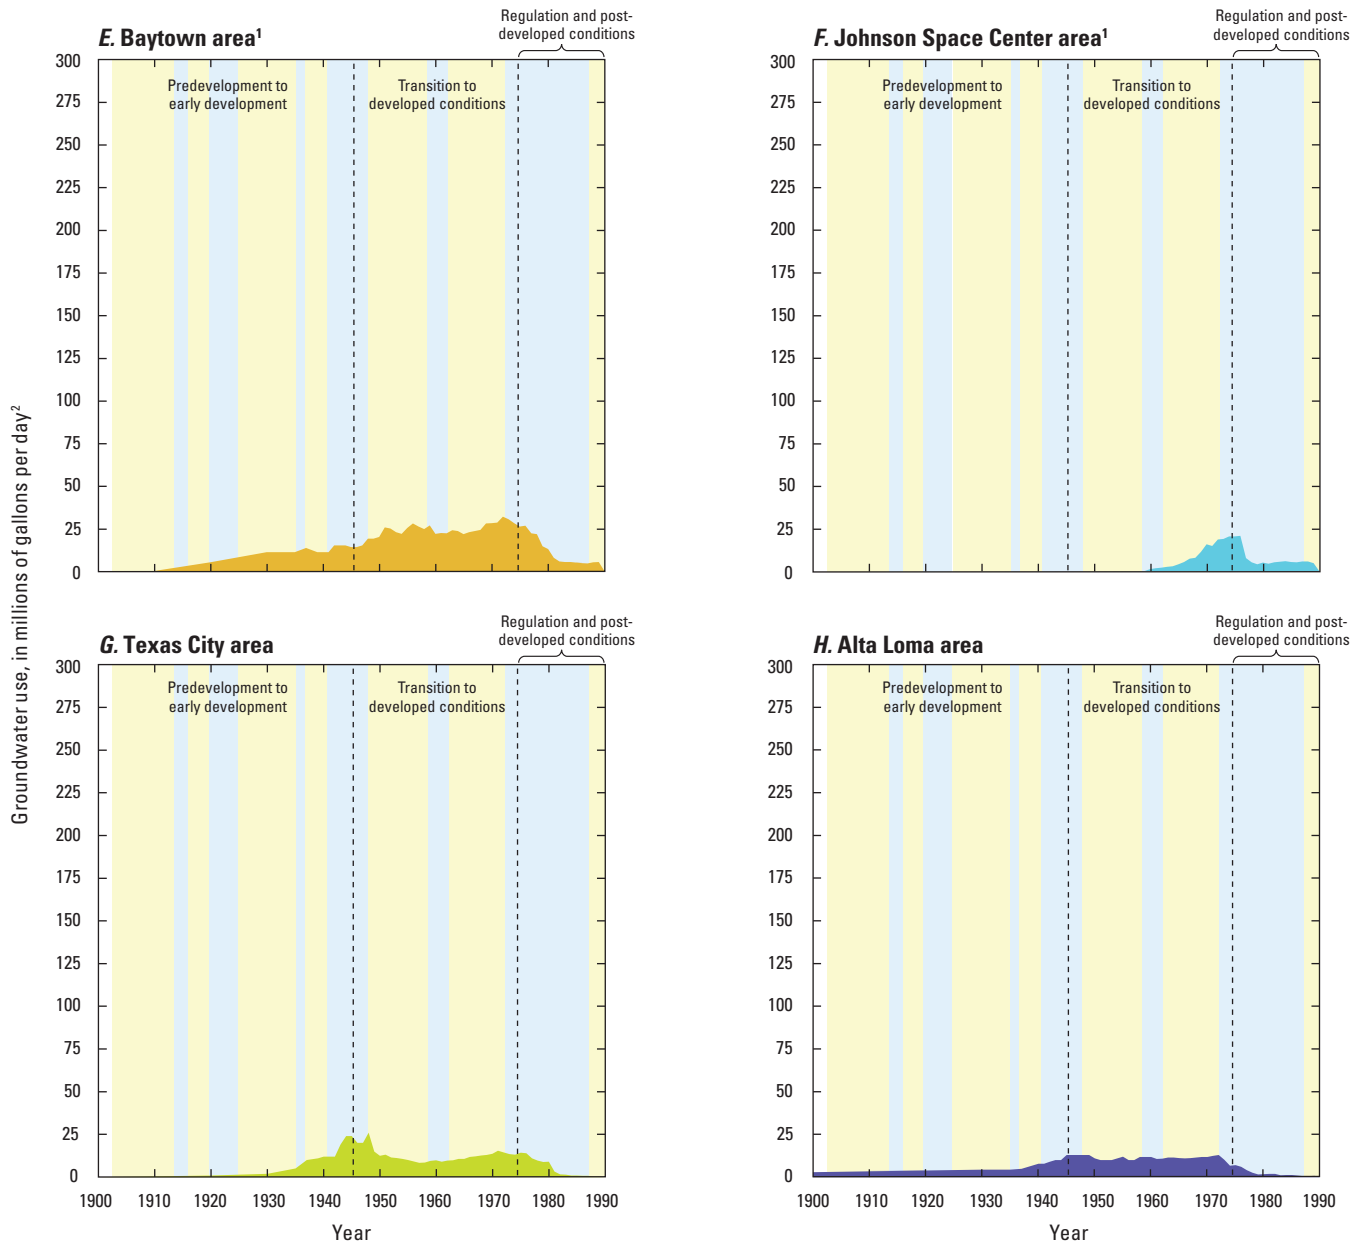 Regulation and post-
developed conditions
E. Baytown area¹
300
275
250
225
200
175
150
125
100
75
50
25
0
Predevelopment to
early development
Transition to
developed conditions
Regulation and post-
developed conditions
F. Johnson Space Center area¹
300
275
250
225
200
175
150
125
100
75
50
25
0
Predevelopment to
early development
Transition to
developed conditions
Groundwater use, in millions of gallons per day²
Regulation and post-
developed conditions
G. Texas City area
300
275
250
225
200
175
150
125
100
75
50
25
0
Predevelopment to
early development
Transition to
developed conditions
1900 1910 1920 1930 1940 1950 1960 1970 1980 1990
Year
Regulation and post-
developed conditions
H. Alta Loma area
300
275
250
225
200
175
150
125
100
75
50
25
0
Predevelopment to
early development
Transition to
developed conditions
1900 1910 1920 1930 1940 1950 1960 1970 1980 1990
Year